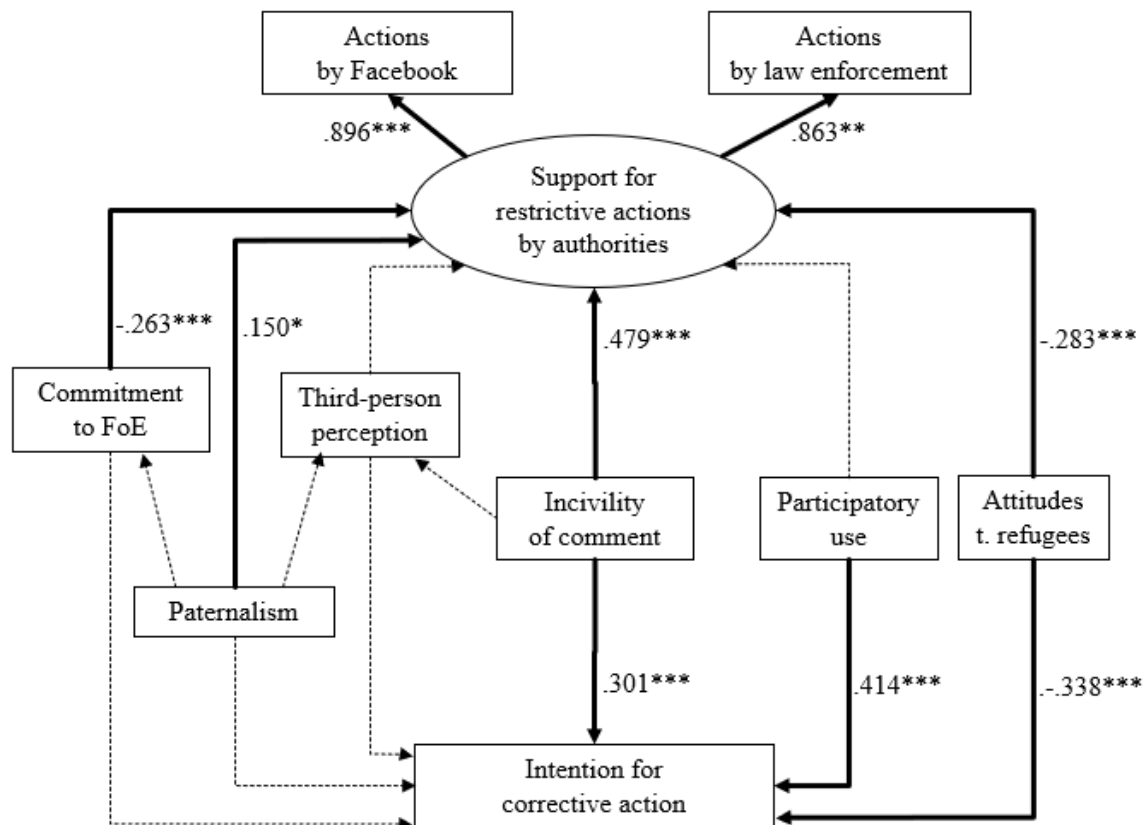 Actions
by Facebook
Actions
by law enforcement
.896***
.863**
Support for
restrictive actions
by authorities
-.263***
.150*
.479***
-.283***
Commitment
to FoE
Third-person
perception
Incivility
of comment
Participatory
use
Attitudes
t. refugees
Paternalism
.301***
.414***
.-.338***
Intention for
corrective action